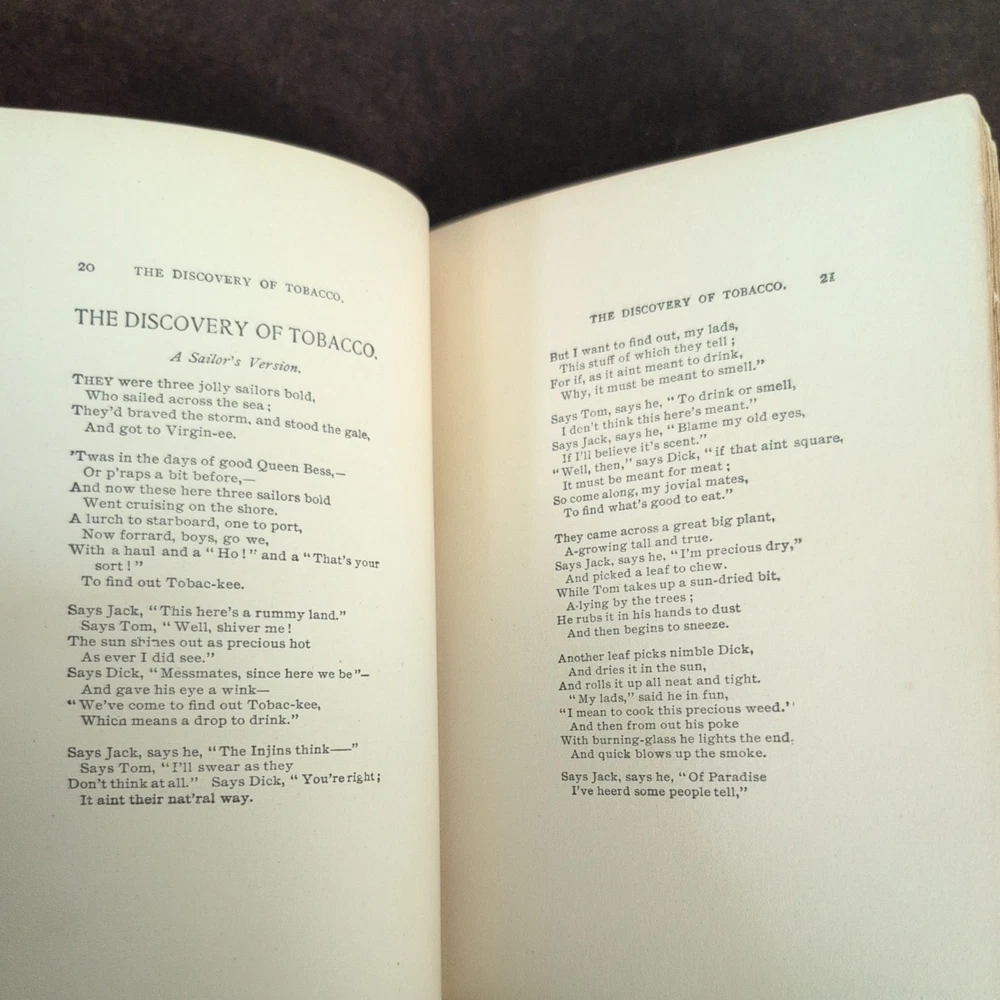 20 THE DISCOVERY OF TOBACCO.
THE DISCOVERY OF TOBACCO.
A Sailor's Version.
THEY were three jolly sailors bold,
Who sailed across the sea;
They'd braved the storm, and stood the gale,
And got to Virgin-ee.
'Twas in the days of good Queen Bess,—
Or p'raps a bit before,—
And now these here three sailors bold
Went cruising on the shore.
A lurch to starboard, one to port,
Now forrard, boys, go we,
With a haul and a "Ho!" and a "That's your
sort!"
To find out Tobac-kee.
Says Jack, "This here's a rummy land."
Says Tom, "Well, shiver me!
The sun shines out as precious hot
As ever I did see."
Says Dick, "Messmates, since here we be"—
And gave his eye a wink—
"We've come to find out Tobac-kee,
Which means a drop to drink."
Says Jack, says he, "The Injins think——"
Says Tom, "I'll swear as they
Don't think at all." Says Dick, "You're right;
It aint their nat'ral way.
THE DISCOVERY OF TOBACCO. 21
But I want to find out, my lads,
This stuff of which they tell;
For if, as it aint meant to drink,
Why, it must be meant to smell."
Says Tom, says he, "To drink or smell,
I don't think this here's meant."
Says Jack, says he, "Blame my old eyes,
If I'll believe it's scent."
"Well, then," says Dick, "if that aint square,
It must be meant for meat;
So come along, my jovial mates,
To find what's good to eat."
They came across a great big plant,
A-growing tall and true.
Says Jack, says he, "I'm precious dry,"
And picked a leaf to chew.
While Tom takes up a sun-dried bit,
A-lying by the trees;
He rubs it in his hands to dust
And then begins to sneeze.
Another leaf picks nimble Dick,
And dries it in the sun,
And rolls it up all neat and tight.
"My lads," said he in fun,
"I mean to cook this precious weed."
And then from out his poke
With burning-glass he lights the end.
And quick blows up the smoke.
Says Jack, says he, "Of Paradise
I've heerd some people tell,"